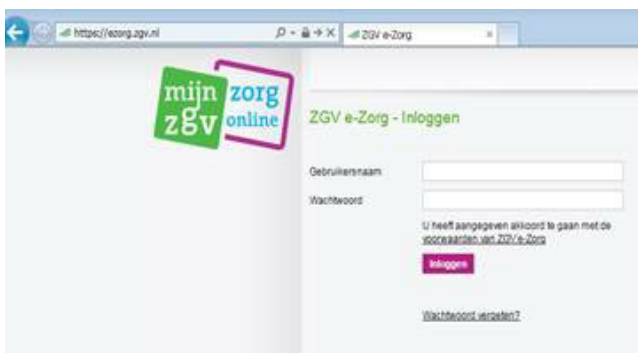 https://ezorg.zgv.nl
ZGV e-Zorg
mijn zorg
zgv online
ZGV e-Zorg - Inloggen
Gebruikersnaam
Wachtwoord
U heeft aangegeven akkoord te gaan met de
voorwaarden van ZGV e-Zorg
Inloggen
Wachtwoord vergeten?